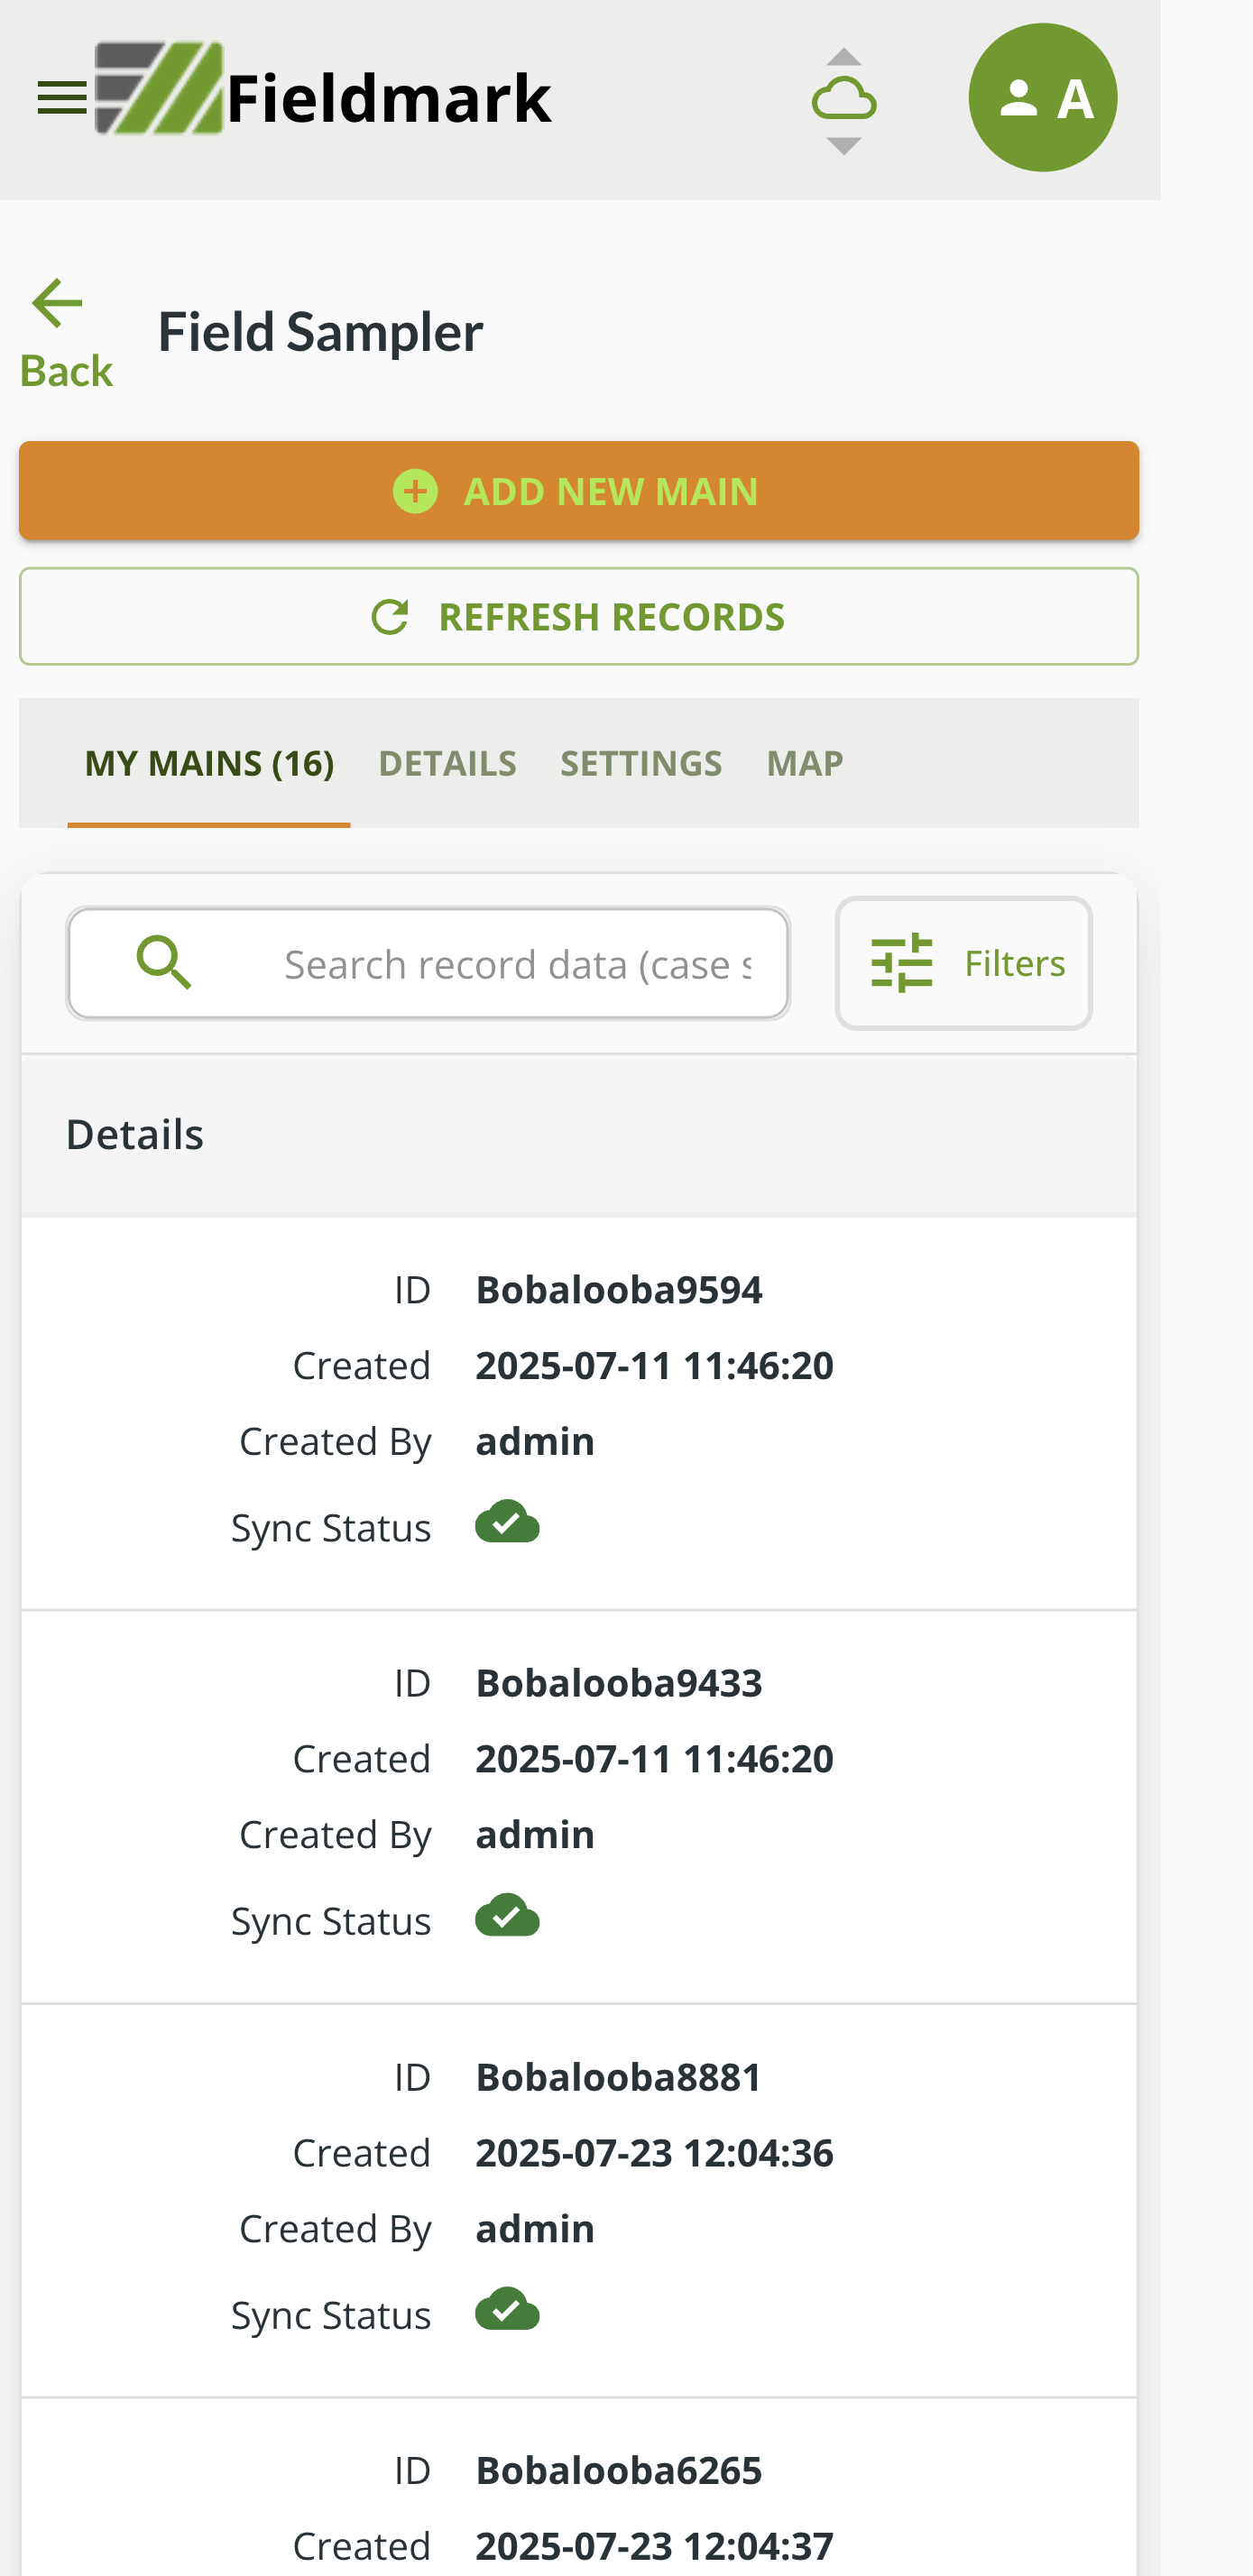 Fieldmark
A
Back
Field Sampler
ADD NEW MAIN
REFRESH RECORDS
MY MAINS (16) DETAILS SETTINGS MAP
Search record data (case s
Filters
Details
ID Bobalooba9594
Created 2025-07-11 11:46:20
Created By admin
Sync Status
ID Bobalooba9433
Created 2025-07-11 11:46:20
Created By admin
Sync Status
ID Bobalooba8881
Created 2025-07-23 12:04:36
Created By admin
Sync Status
ID Bobalooba6265
Created 2025-07-23 12:04:37